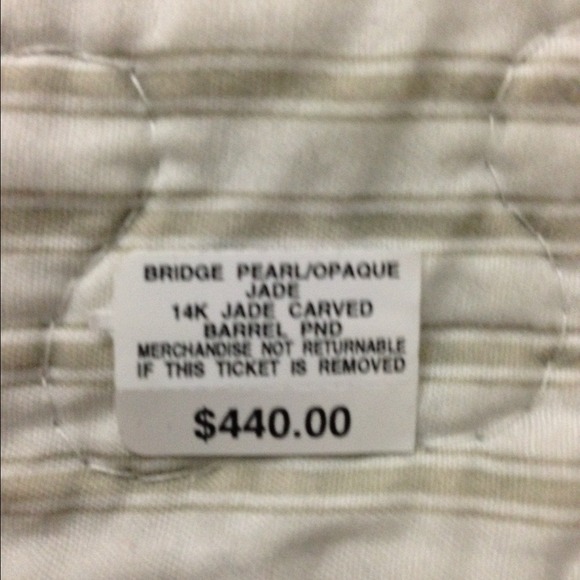 BRIDGE PEARL/OPAQUE
JADE
14K JADE CARVED
BARREL PND
MERCHANDISE NOT RETURNABLE
IF THIS TICKET IS REMOVED
$440.00